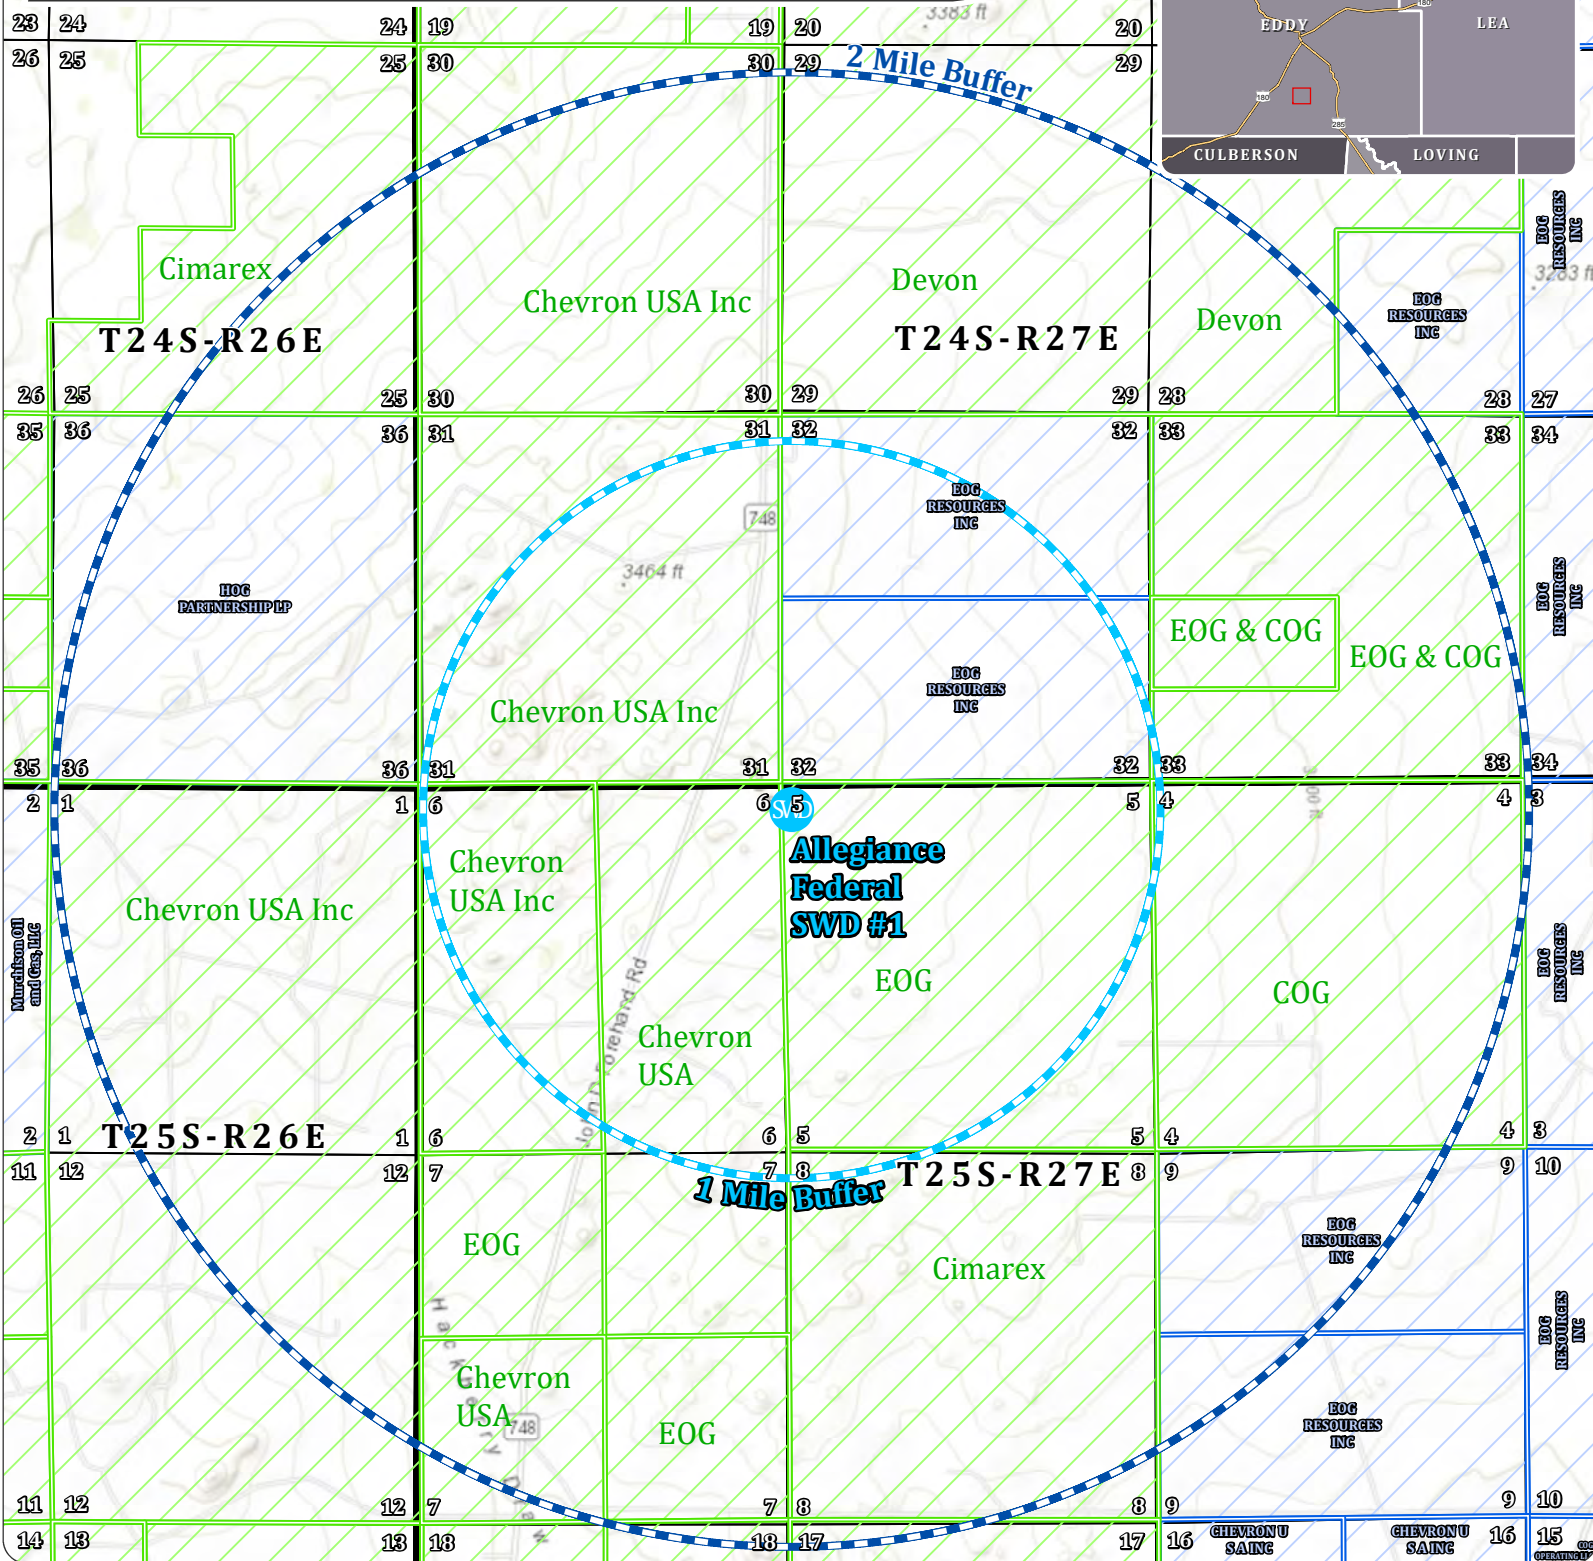 23 24 24 19 19 20 20
3383 ft
26 25 25 30 30 29 29
2 Mile Buffer
EDDY
LEA
180
180
285
CULBERSON
LOVING
Cimarex
Chevron USA Inc
Devon
Devon
EOG
RESOURCES
INC
EOG
RESOURCES
INC
3283 ft
T24S-R26E
T24S-R27E
26 25 25 30 30 29 29 28 28 27
35 36 36 31 31 32 32 33 33 34
EOG
RESOURCES
INC
748
3464 ft
HOG
PARTNERSHIP LP
EOG & COG
EOG & COG
EOG
RESOURCES
INC
EOG
RESOURCES
INC
Chevron USA Inc
35 36 36 31 31 32 32 33 33 34
2 1 1 6 6 5 5 4 4 3
SWD
Allegiance
Federal
SWD #1
Chevron
USA Inc
Chevron USA Inc
Murchison Oil
and Gas, LLC
EOG
COG
EOG
RESOURCES
INC
John D Forehard Rd
Chevron
USA
2 1 1 6 6 5 5 4 4 3
T25S-R26E
11 12 12 7 7 8 8 9 9 10
T25S-R27E
1 Mile Buffer
EOG
Cimarex
EOG
RESOURCES
INC
EOG
RESOURCES
INC
Hackberry Draw
Chevron
USA
748
EOG
EOG
RESOURCES
INC
11 12 12 7 7 8 8 9 9 10
14 13 13 18 18 17 17 16 16 15
CHEVRON U
S A INC
CHEVRON U
S A INC